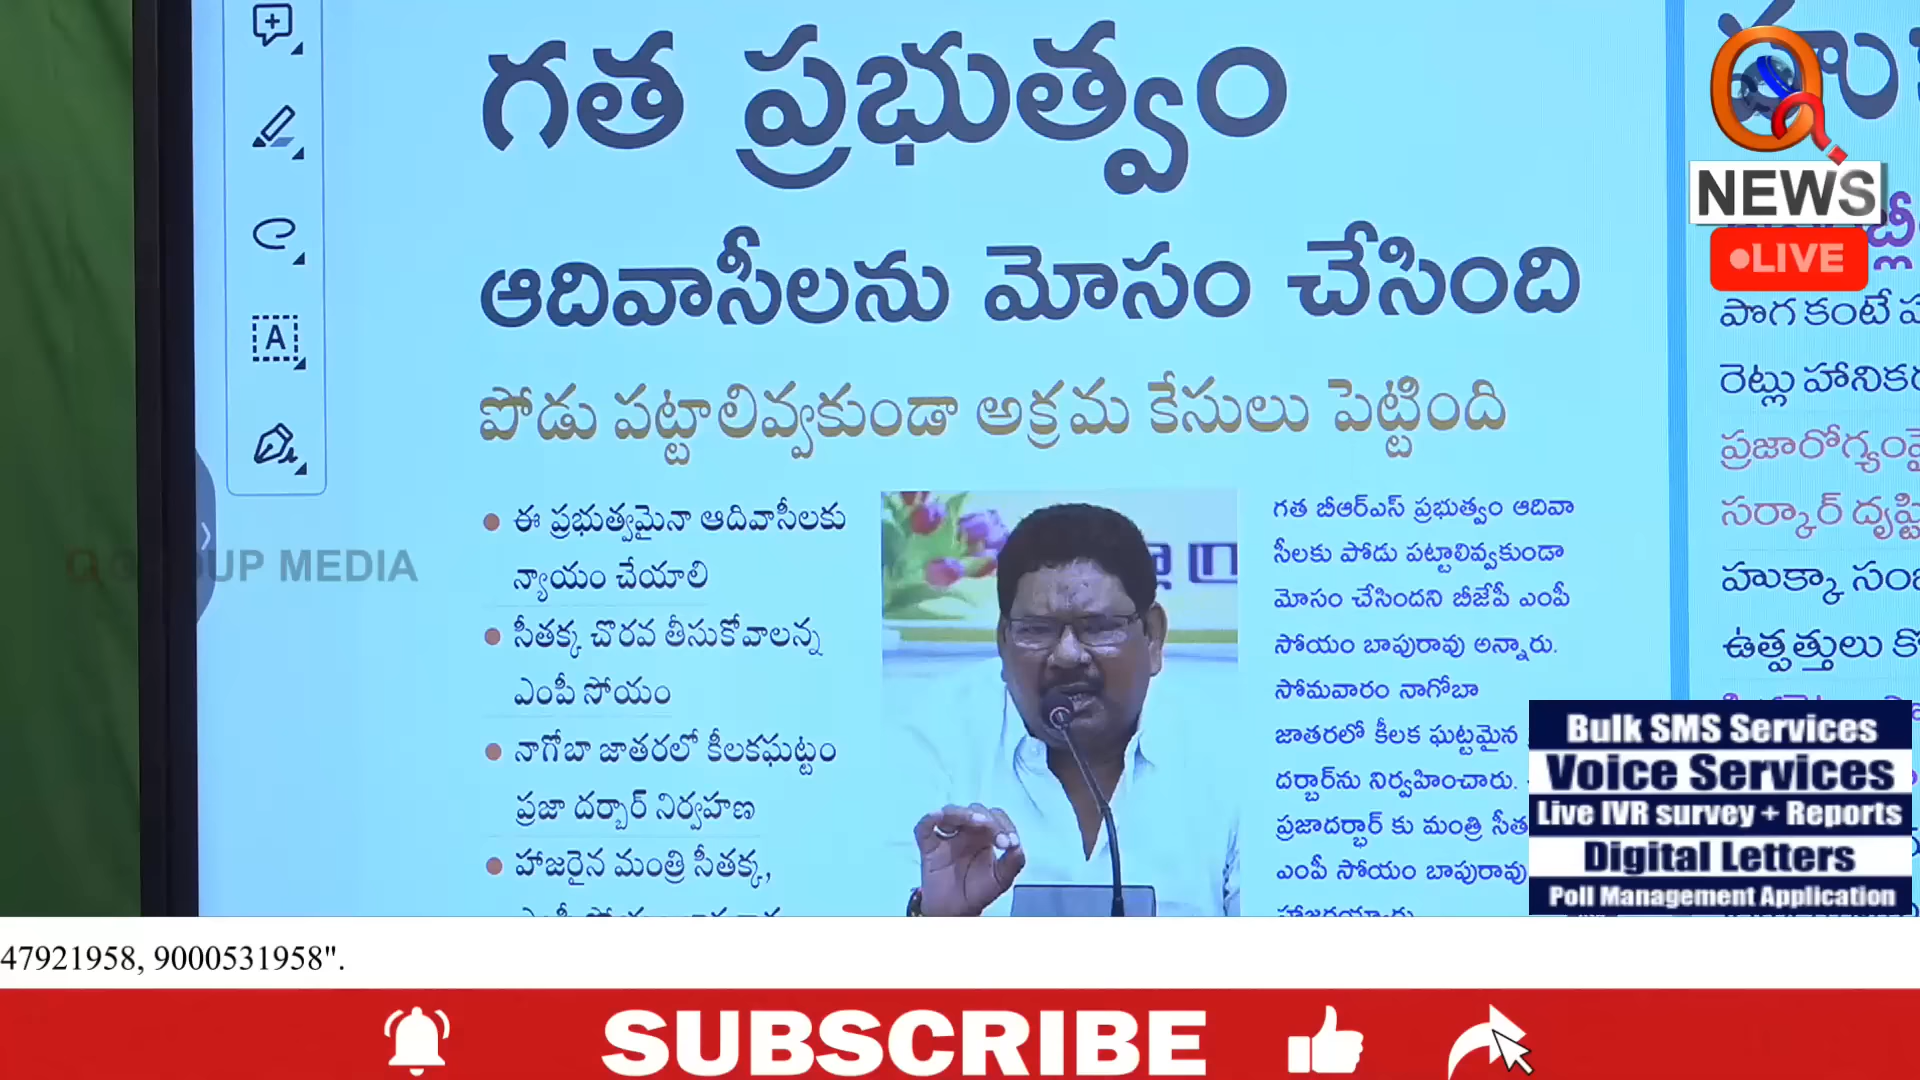 గత ప్రభుత్వం
ఆదివాసీలను మోసం చేసింది
పోడు పట్టాలివ్వకుండా అక్రమ కేసులు పెట్టింది
• ఈ ప్రభుత్వమైనా ఆదివాసీలకు
న్యాయం చేయాలి
• సీతక్క చొరవ తీసుకోవాలన్న
ఎంపీ సోయం
• నాగోబా జాతరలో కీలకఘట్టం
ప్రజా దర్బార్ నిర్వహణ
• హాజరైన మంత్రి సీతక్క,
గత బీఆర్ఎస్ ప్రభుత్వం ఆదివా
సీలకు పోడు పట్టాలివ్వకుండా
మోసం చేసిందని బీజేపీ ఎంపీ
సోయం బాపురావు అన్నారు.
సోమవారం నాగోబా
జాతరలో కీలక ఘట్టమైన
దర్బార్‌ను నిర్వహించారు.
ప్రజాదర్భార్ కు మంత్రి సీత
ఎంపీ సోయం బాపురావు
NEWS
LIVE
పొగ కంటే
రెట్లు హానిక
ప్రజారోగ్యంపై
సర్కార్ దృష్టి
హుక్కా
ఉత్పత్తులు
GROUP MEDIA
Bulk SMS Services
Voice Services
Live IVR survey + Reports
Digital Letters
Poll Management Application
47921958, 9000531958".
SUBSCRIBE